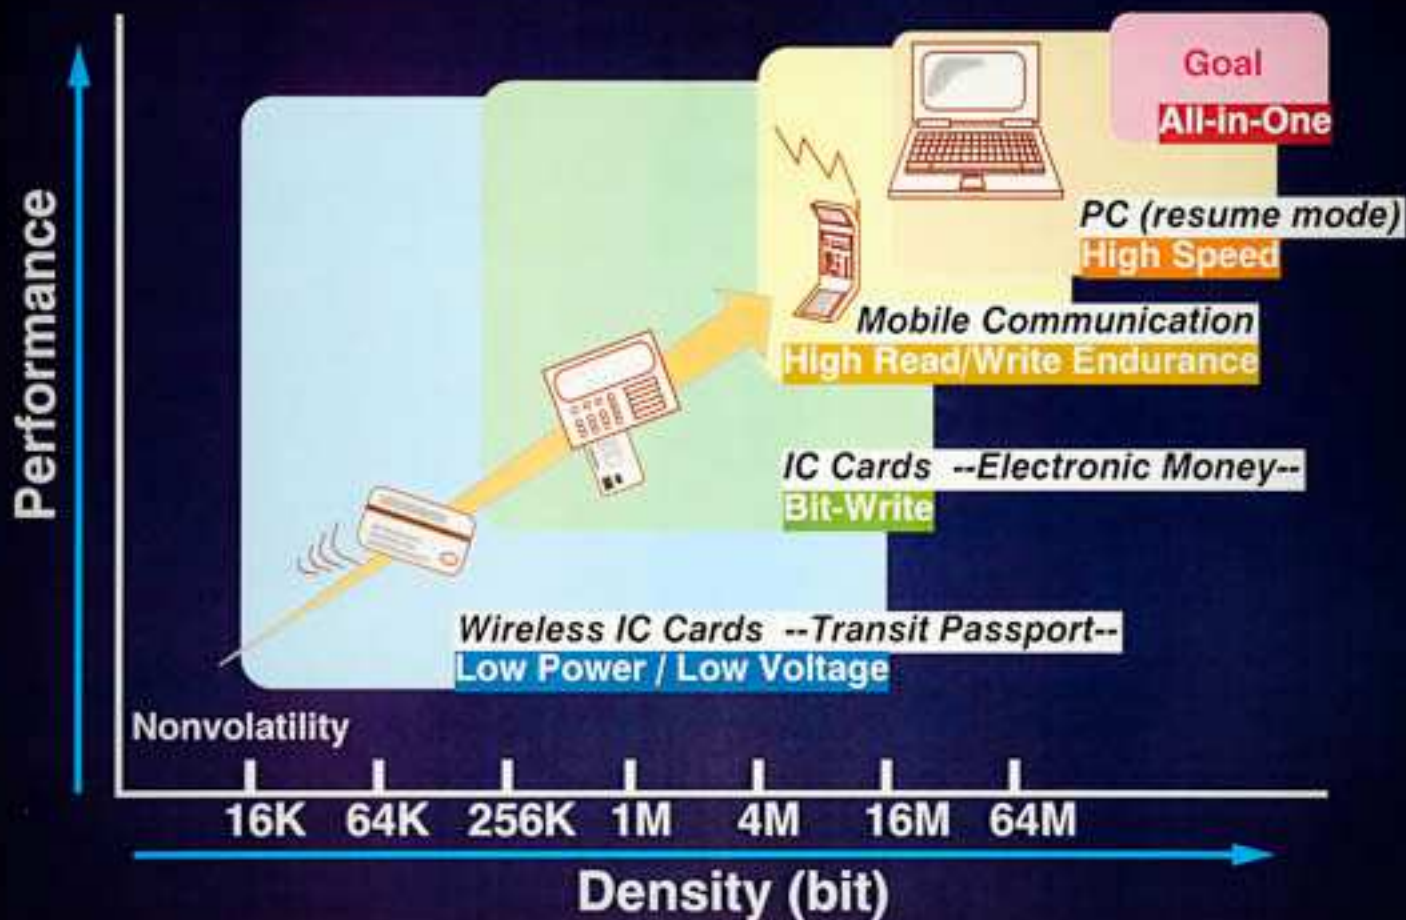 Performance
Goal
All-in-One
PC (resume mode)
High Speed
Mobile Communication
High Read/Write Endurance
IC Cards --Electronic Money--
Bit-Write
Wireless IC Cards --Transit Passport--
Low Power / Low Voltage
Nonvolatility
16K 64K 256K 1M 4M 16M 64M
Density (bit)